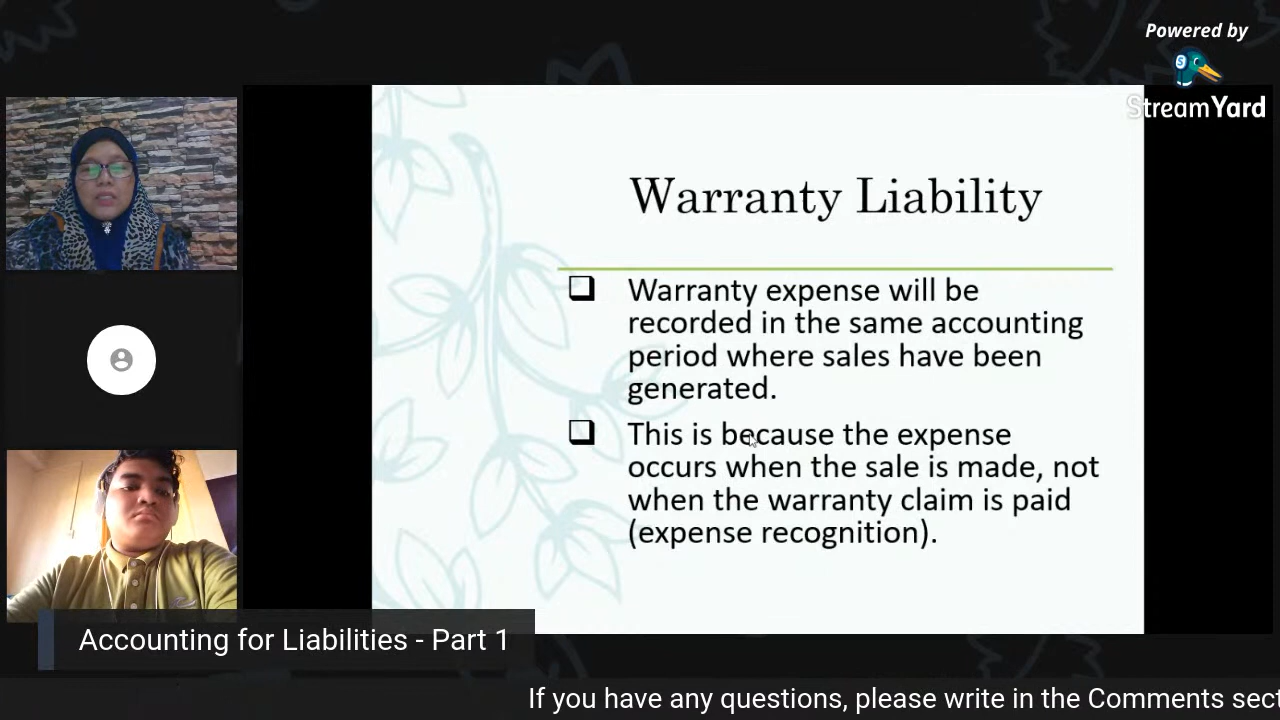 Powered by
StreamYard
Warranty Liability
Warranty expense will be
recorded in the same accounting
period where sales have been
generated.
This is because the expense
occurs when the sale is made, not
when the warranty claim is paid
(expense recognition).
Accounting for Liabilities - Part 1
If you have any questions, please write in the Comments sect